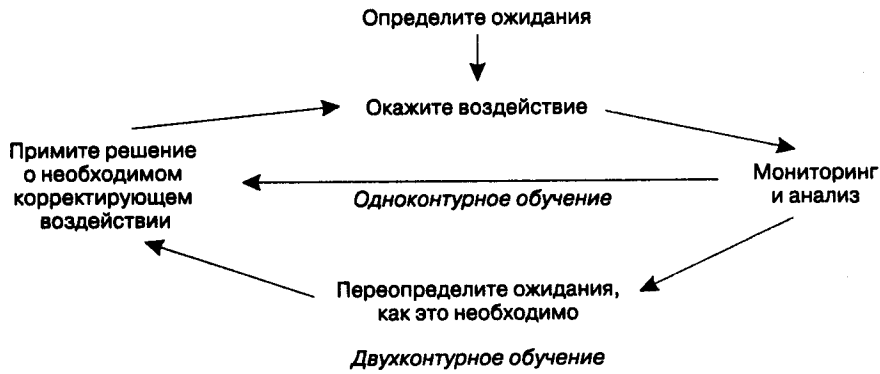 Определите ожидания
Окажите воздействие
Примите решение
о необходимом
корректирующем
воздействии
Мониторинг
и анализ
Одноконтурное обучение
Переопределите ожидания,
как это необходимо
Двухконтурное обучение